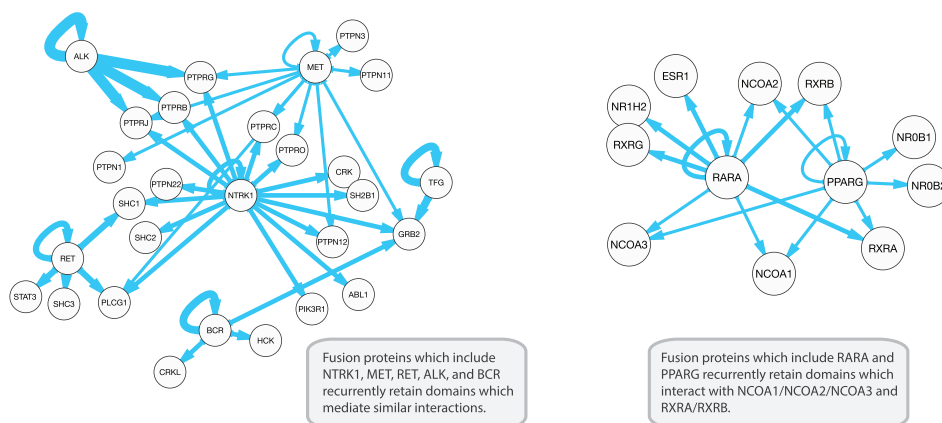 ALK
MET
PTPN3
PTPN11
PTPRG
PTPRB
PTPRJ
PTPRC
PTPRO
PTPN1
PTPN22
NTRK1
CRK
SH2B1
TFG
SHC1
SHC2
PTPN12
GRB2
RET
STAT3
SHC3
PLCG1
PIK3R1
ABL1
BCR
HCK
CRKL
Fusion proteins which include
NTRK1, MET, RET, ALK, and BCR
recurrently retain domains which
mediate similar interactions.
ESR1
NCOA2
RXRB
NR1H2
RXRG
NR0B1
RARA
PPARG
NR0B2
NCOA3
NCOA1
RXRA
Fusion proteins which include RARA and
PPARG recurrently retain domains which
interact with NCOA1/NCOA2/NCOA3 and
RXRA/RXRB.